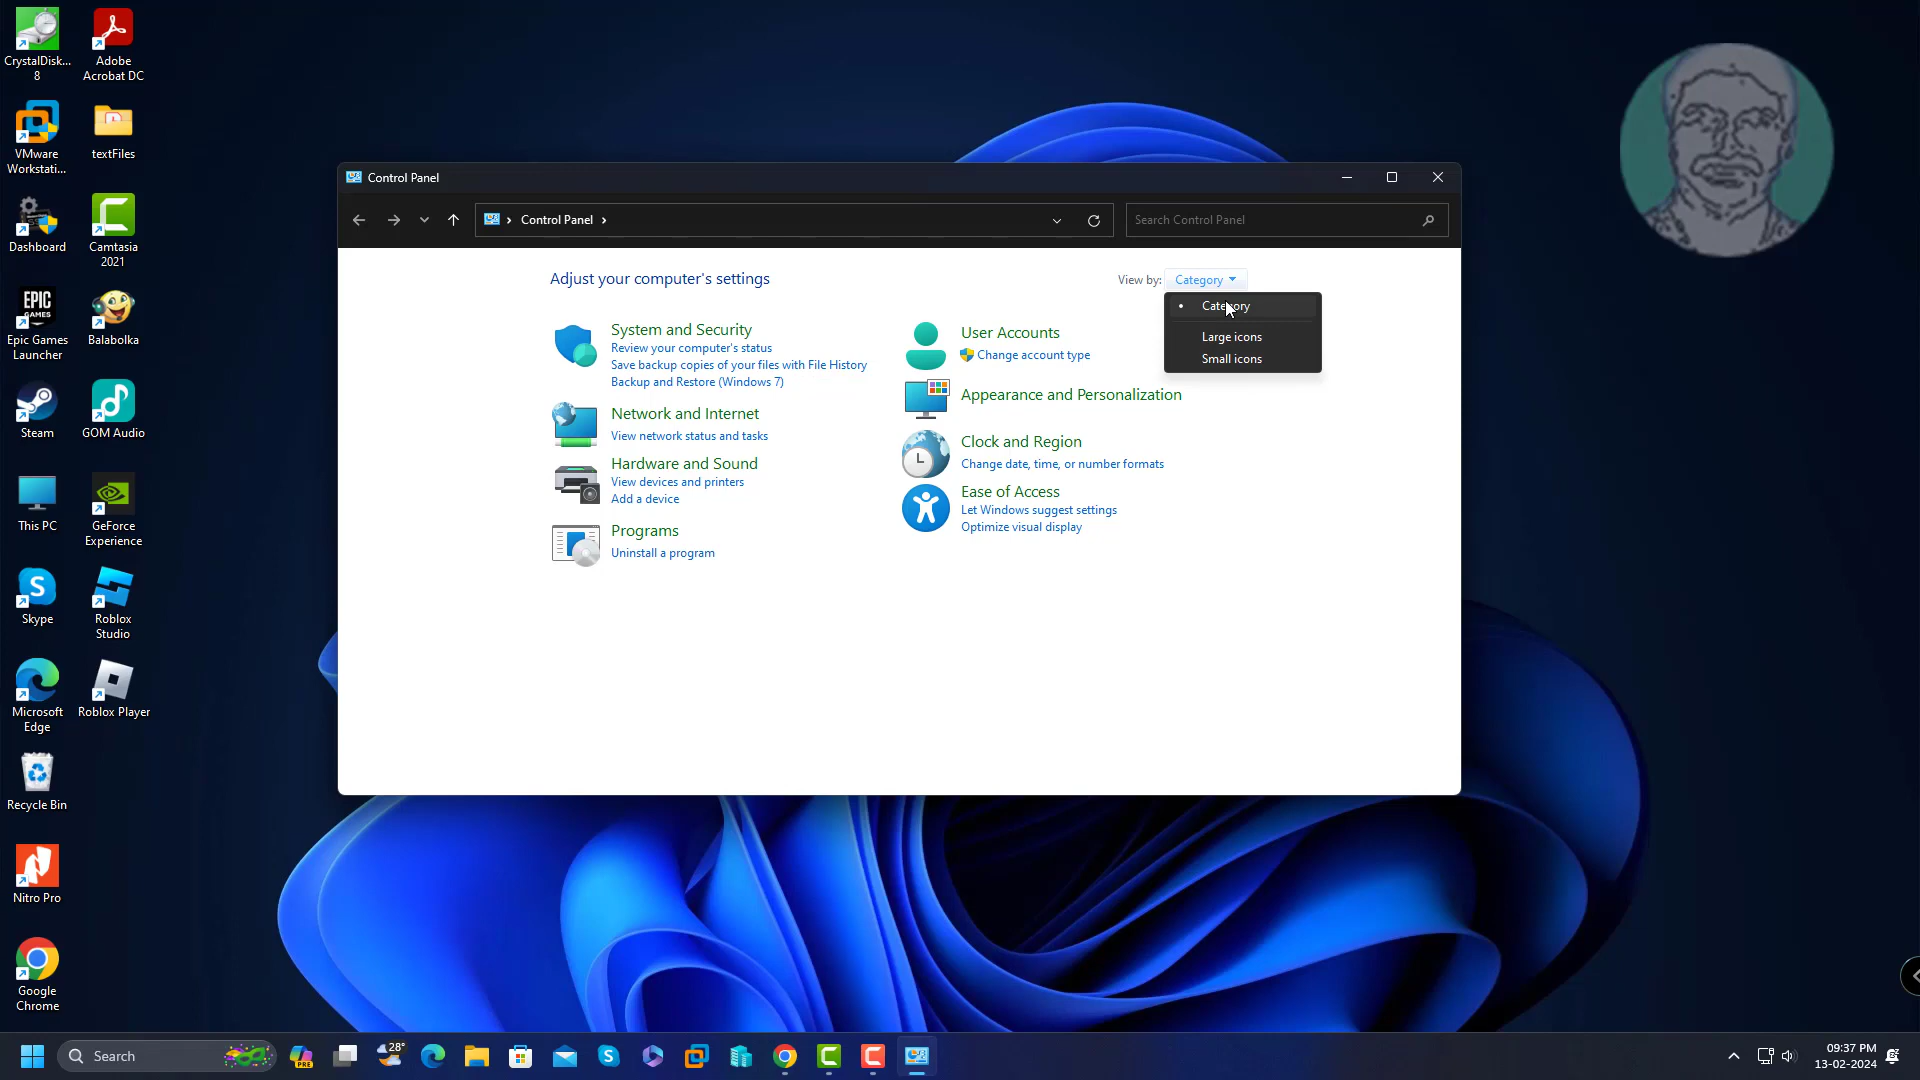 CrystalDisk...
8
Adobe
Acrobat DC
VMware
Workstati...
textFiles
Dashboard
Camtasia
2021
EPIC
GAMES
Epic Games
Launcher
Balabolka
Steam
GOM Audio
This PC
GeForce
Experience
Skype
Roblox
Studio
Microsoft
Edge
Roblox Player
Recycle Bin
Nitro Pro
Google
Chrome
Control Panel
Control Panel
Search Control Panel
Adjust your computer's settings
View by:
Category
Category
Large icons
Small icons
System and Security
Review your computer's status
Save backup copies of your files with File History
Backup and Restore (Windows 7)
Network and Internet
View network status and tasks
Hardware and Sound
View devices and printers
Add a device
Programs
Uninstall a program
User Accounts
Change account type
Appearance and Personalization
Clock and Region
Change date, time, or number formats
Ease of Access
Let Windows suggest settings
Optimize visual display
Search
PRE
28°
09:37 PM
13-02-2024